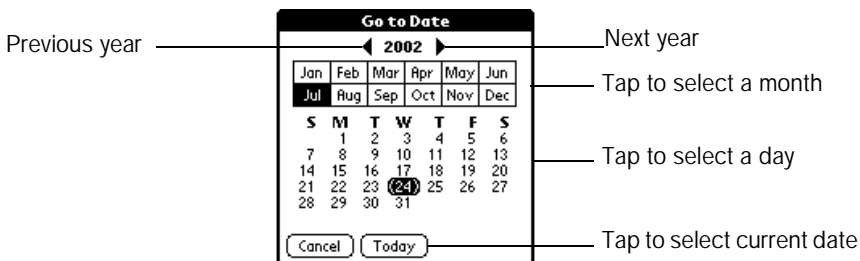 Go to Date
Previous year 2002 Next year
Jan Feb Mar Apr May Jun
Tap to select a month
Jul Aug Sep Oct Nov Dec
S M T W T F S
1 2 3 4 5 6
7 8 9 10 11 12 13
Tap to select a day
14 15 16 17 18 19 20
21 22 23 24 25 26 27
28 29 30 31
Cancel Today Tap to select current date